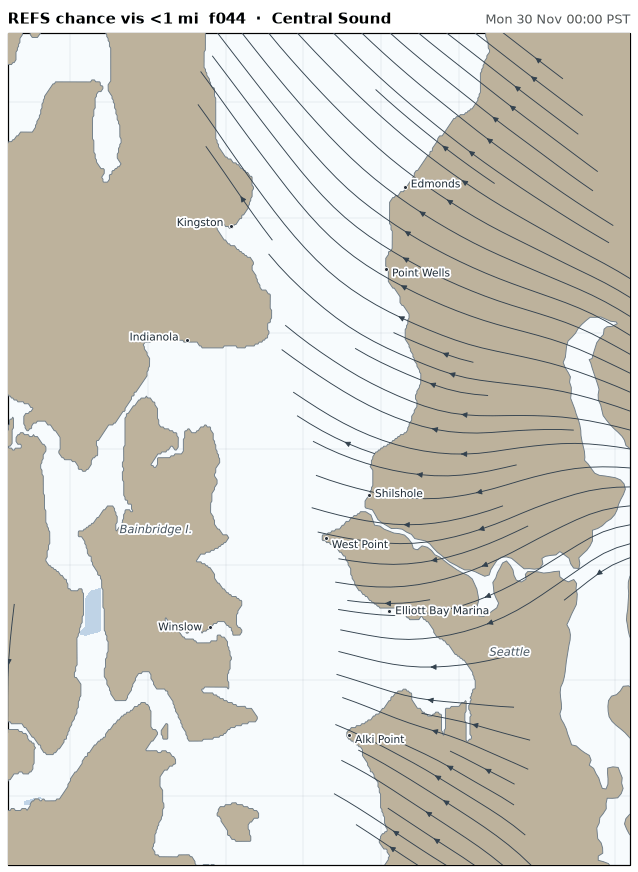 REFS chance vis <1 mi f044 · Central Sound
Mon 30 Nov 00:00 PST
Edmonds
Kingston
Point Wells
Indianola
Shilshole
Bainbridge I.
West Point
Elliott Bay Marina
Winslow
Seattle
Alki Point